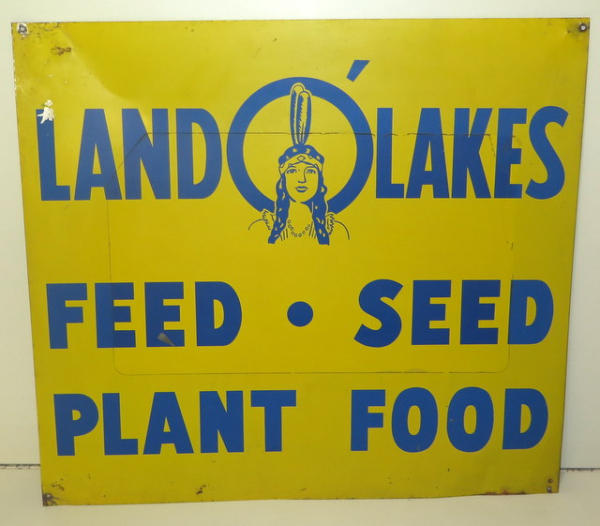 LAND O'LAKES
FEED • SEED
PLANT FOOD